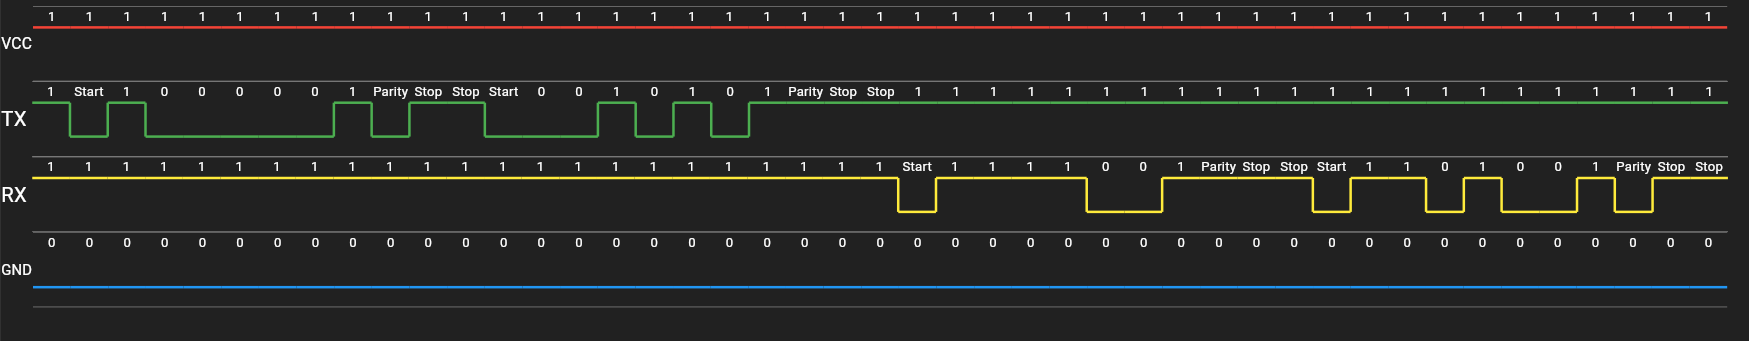 1 1 1 1 1 1 1 1 1 1 1 1 1 1 1 1 1 1 1 1 1 1 1 1 1 1 1 1 1 1 1 1 1 1 1 1 1 1 1 1 1 1 1 1 1
VCC
1 Start 1 0 0 0 0 0 1 Parity Stop Stop Start 0 0 1 0 1 0 1 Parity Stop Stop 1 1 1 1 1 1 1 1 1 1 1 1 1 1 1 1 1 1 1 1 1 1
TX
1 1 1 1 1 1 1 1 1 1 1 1 1 1 1 1 1 1 1 1 1 1 1 Start 1 1 1 1 0 0 1 Parity Stop Stop Start 1 1 0 1 0 0 1 Parity Stop Stop
RX
0 0 0 0 0 0 0 0 0 0 0 0 0 0 0 0 0 0 0 0 0 0 0 0 0 0 0 0 0 0 0 0 0 0 0 0 0 0 0 0 0 0 0 0 0
GND